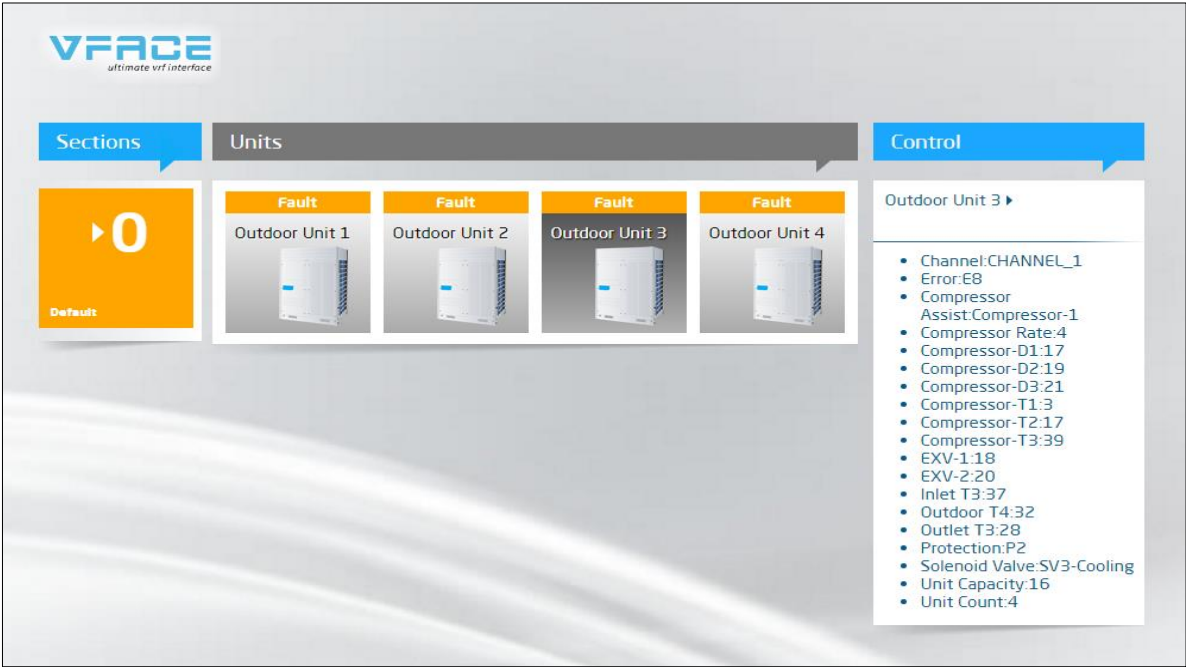 VFACE
ultimate vrf interface
Sections
Units
Control
0
Default
Fault
Fault
Fault
Fault
Outdoor Unit 1
Outdoor Unit 2
Outdoor Unit 3
Outdoor Unit 4
Outdoor Unit 3
Channel:CHANNEL_1
Error:E8
Compressor
Assist:Compressor-1
Compressor Rate:4
Compressor-D1:17
Compressor-D2:19
Compressor-D3:21
Compressor-T1:3
Compressor-T2:17
Compressor-T3:39
EXV-1:18
EXV-2:20
Inlet T3:37
Outdoor T4:32
Outlet T3:28
Protection:P2
Solenoid Valve:SV3-Cooling
Unit Capacity:16
Unit Count:4